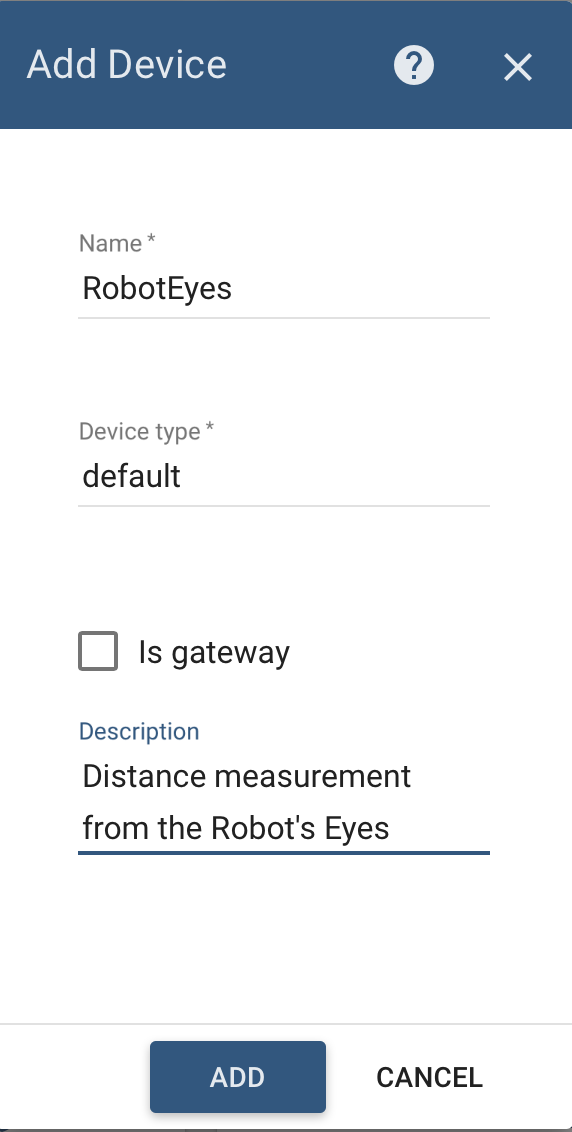 Add Device ?
Name *
RobotEyes
Device type *
default
Is gateway
Description
Distance measurement
from the Robot's Eyes
ADD CANCEL